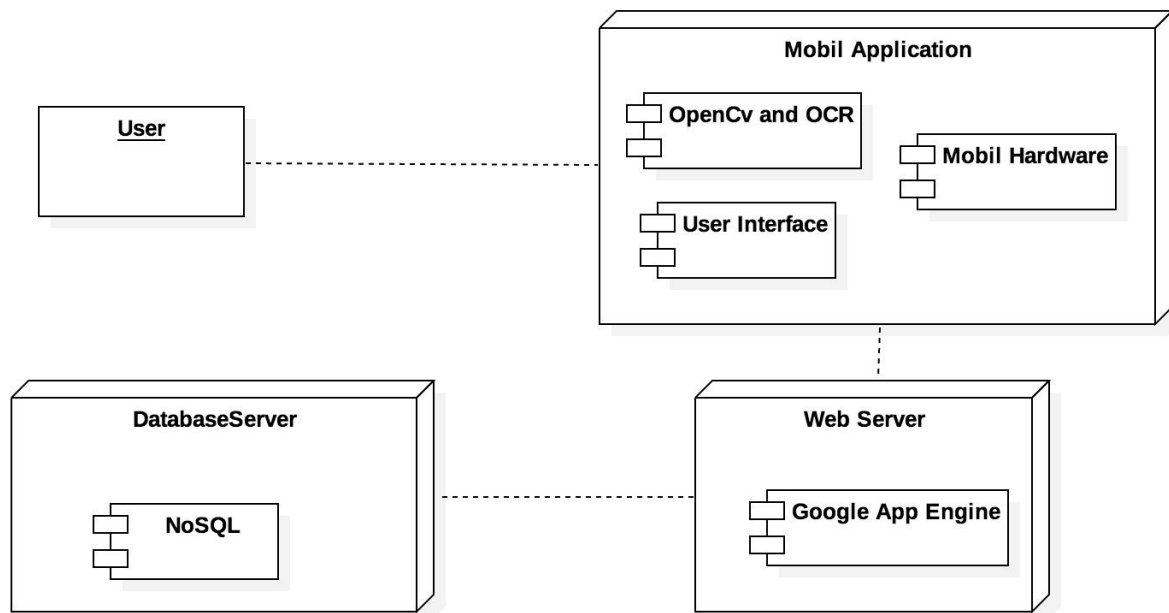 Mobil Application
User
OpenCv and OCR
Mobil Hardware
User Interface
DatabaseServer
Web Server
NoSQL
Google App Engine